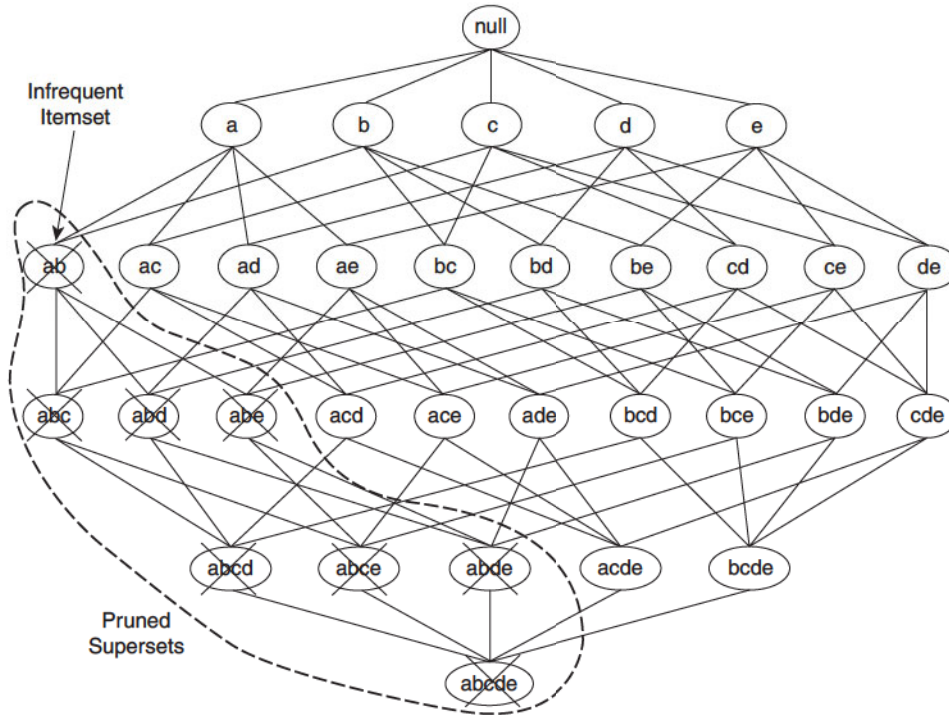 null
Infrequent
Itemset
a
b
c
d
e
ab
ac
ad
ae
bc
bd
be
cd
ce
de
abc
abd
abe
acd
ace
ade
bcd
bce
bde
cde
abcd
abce
abde
acde
bcde
Pruned
Supersets
abcde